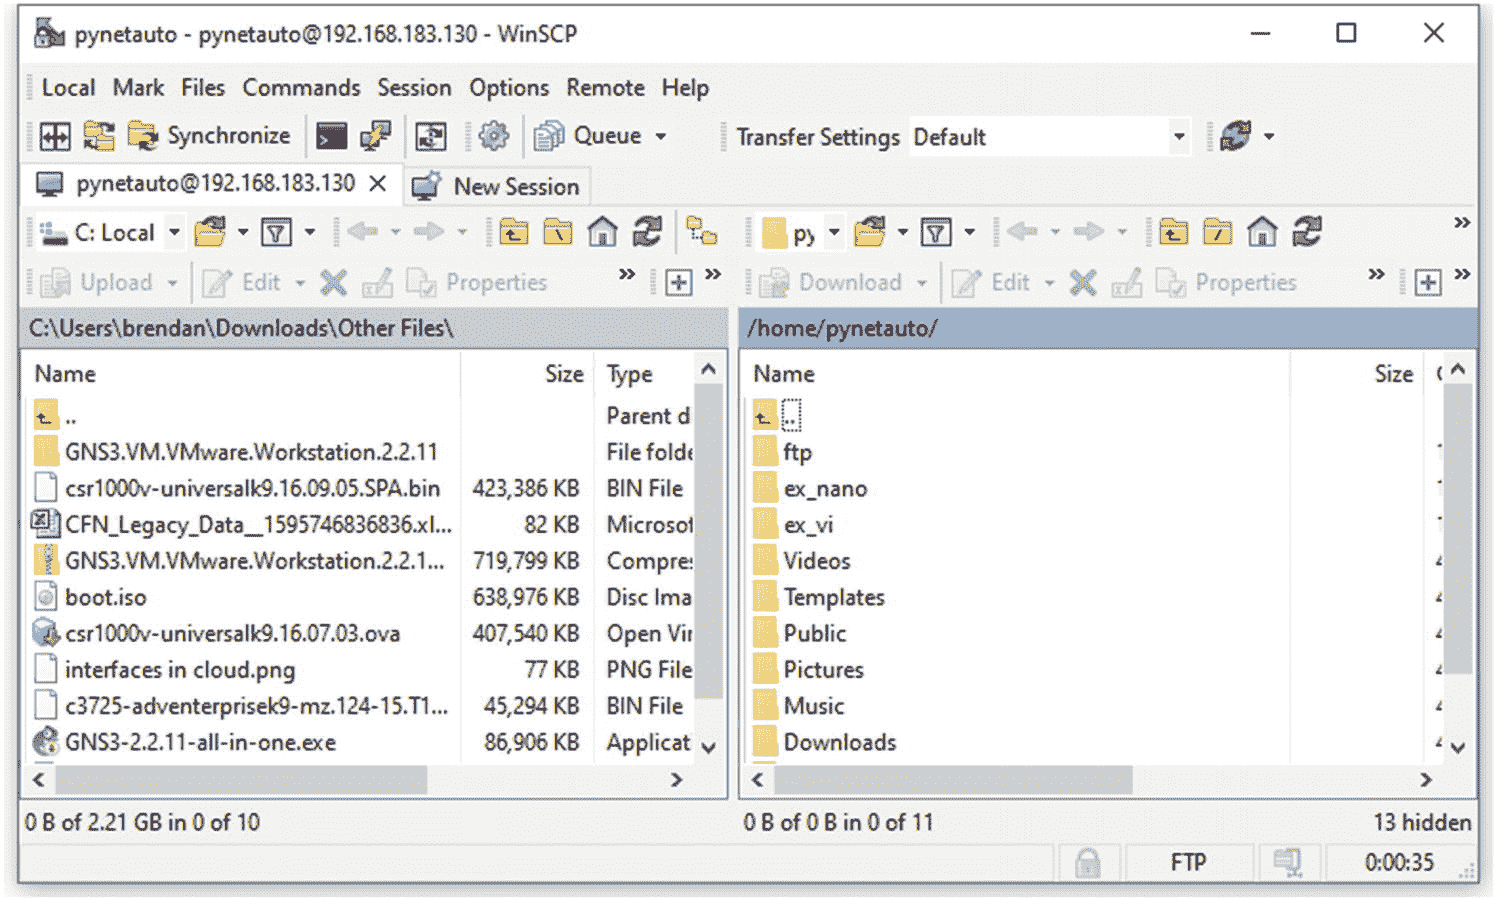 pynetauto - pynetauto@192.168.183.130 - WinSCP
Local Mark Files Commands Session Options Remote Help
Synchronize Queue Transfer Settings Default
pynetauto@192.168.183.130 New Session
C: Local py
Upload Edit Properties Download Edit Properties
C:\Users\brendan\Downloads\Other Files\ /home/pynetauto/
Name Size Type Name Size
.. Parent d ..
GNS3.VM.VMware.Workstation.2.2.11 File folde ftp
csr1000v-universalk9.16.09.05.SPA.bin 423,386 KB BIN File ex_nano
CFN_Legacy_Data__1595746836836.xl... 82 KB Microsof ex_vi
GNS3.VM.VMware.Workstation.2.2.1... 719,799 KB Compre Videos
boot.iso 638,976 KB Disc Ima Templates
csr1000v-universalk9.16.07.03.ova 407,540 KB Open Vir Public
interfaces in cloud.png 77 KB PNG File Pictures
c3725-adventerprisek9-mz.124-15.T1... 45,294 KB BIN File Music
GNS3-2.2.11-all-in-one.exe 86,906 KB Applicat Downloads
0 B of 2.21 GB in 0 of 10 0 B of 0 B in 0 of 11 13 hidden
FTP 0:00:35